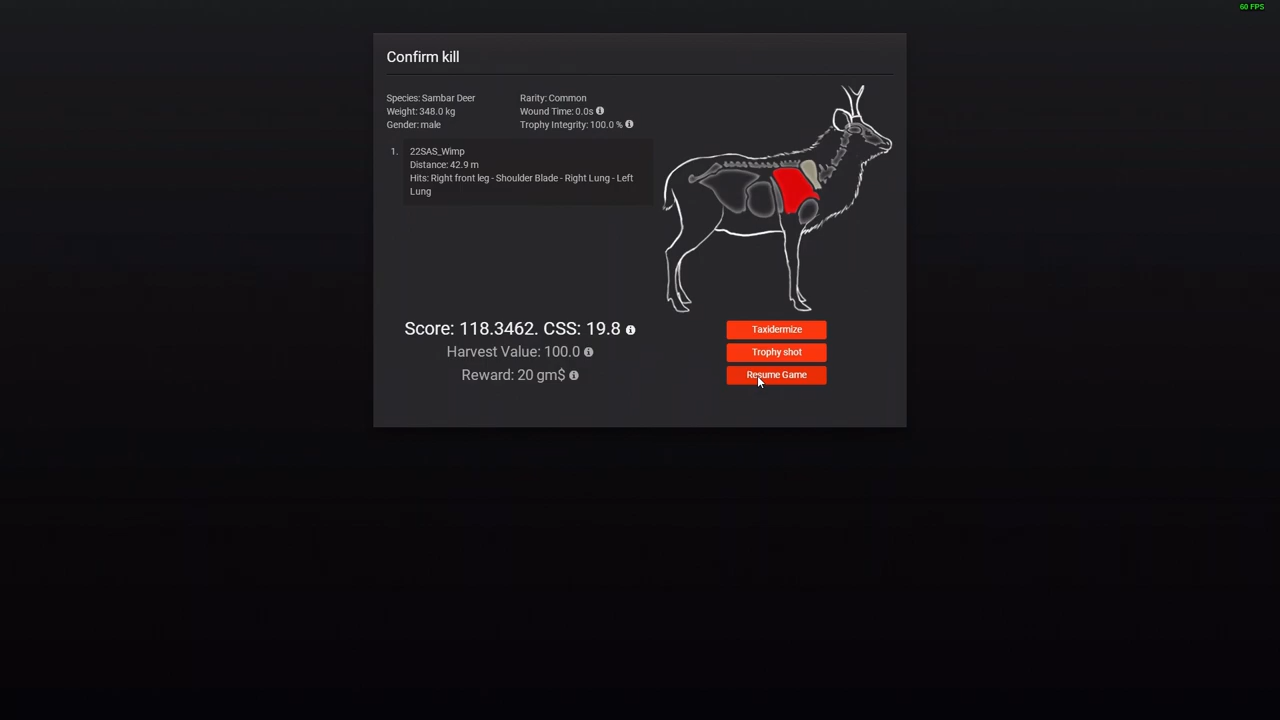 60 FPS
Confirm kill
Species: Sambar Deer
Rarity: Common
Weight: 348.0 kg
Wound Time: 0.0s
Gender: male
Trophy Integrity: 100.0 %
1. 22SAS_Wimp
Distance: 42.9 m
Hits: Right front leg - Shoulder Blade - Right Lung - Left
Lung
Score: 118.3462. CSS: 19.8
Harvest Value: 100.0
Reward: 20 gm$
Taxidermize
Trophy shot
Resume Game